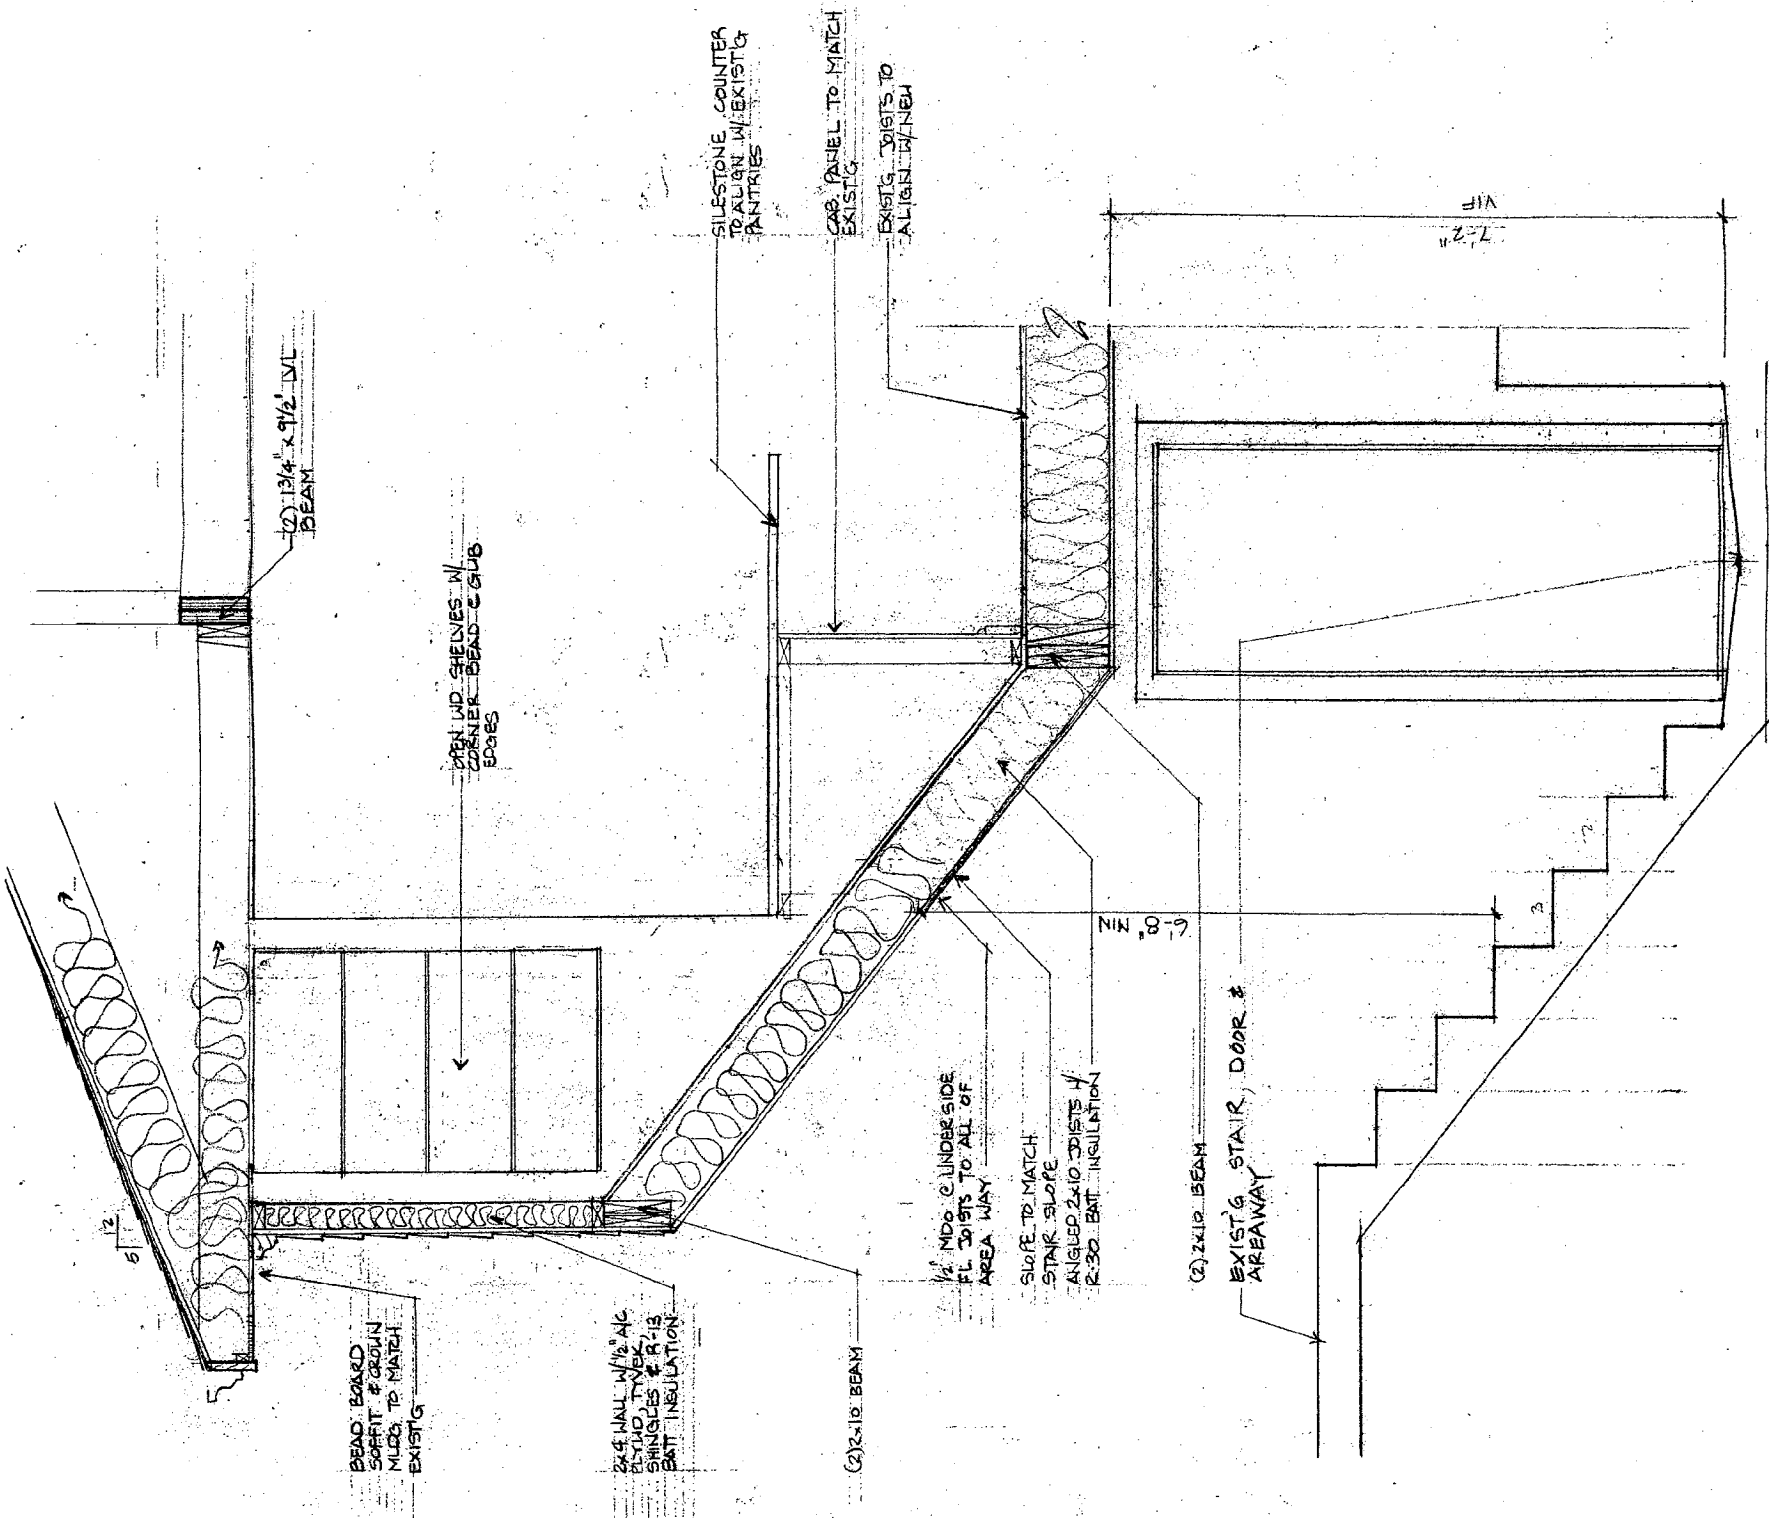 SILESTONE COUNTER
TO ALIGN W/ EXIST'G
PANTRIES
CAB. PANEL TO MATCH
EXIST'G
EXIST'G JOISTS TO
ALIGN W/ NEW
7'-2"
VIF
(2) 1 3/4" x 9 1/2" LVL
BEAM
OPEN WD SHELVES W/
CORNER BEAD @ GWB
EDGES
5
12
BEAD BOARD
SOFFIT & CROWN
MLDG TO MATCH
EXIST'G
2x4 WALL W/ 1/2" A/C
PLYWD, TYVEK,
SHINGLES & R-13
BATT INSULATION
(2) 2x10 BEAM
1/2" MDO @ UNDERSIDE
FL. JOISTS TO ALL OF
AREA WAY
SLOPE TO MATCH
STAIR SLOPE
ANGLED 2x10 JOISTS W/
R-30 BATT INSULATION
(2) 2x10 BEAM
EXIST'G STAIR, DOOR &
AREAWAY
6'-8" MIN
3
2